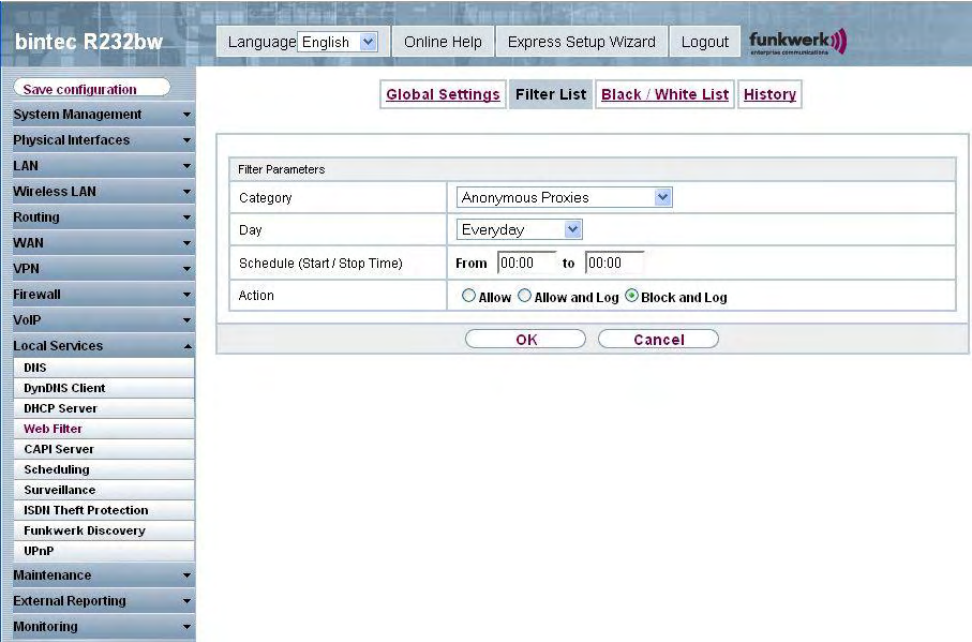 bintec R232bw
Language English Online Help Express Setup Wizard Logout funkwerk
enterprise communications
Save configuration
System Management
Physical Interfaces
LAN
Wireless LAN
Routing
WAN
VPN
Firewall
VoIP
Local Services
DNS
DynDNS Client
DHCP Server
Web Filter
CAPI Server
Scheduling
Surveillance
ISDN Theft Protection
Funkwerk Discovery
UPnP
Maintenance
External Reporting
Monitoring
Global Settings Filter List Black / White List History
Filter Parameters
Category Anonymous Proxies
Day Everyday
Schedule (Start / Stop Time) From 00:00 to 00:00
Action Allow Allow and Log Block and Log
OK Cancel